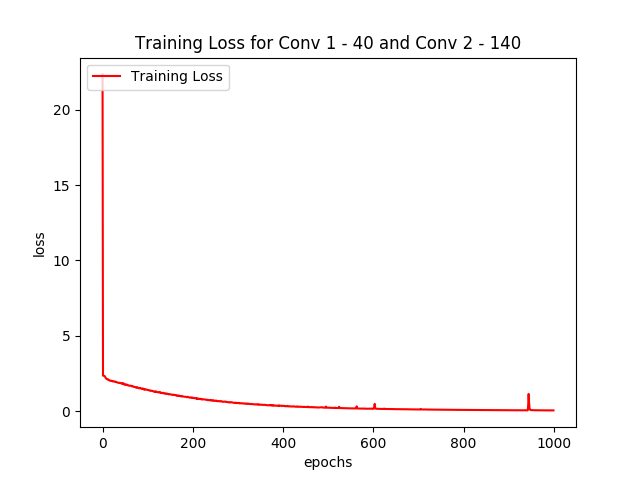 Training Loss for Conv 1 - 40 and Conv 2 - 140
Training Loss
20
15
10
5
0
loss
0 200 400 600 800 1000
epochs